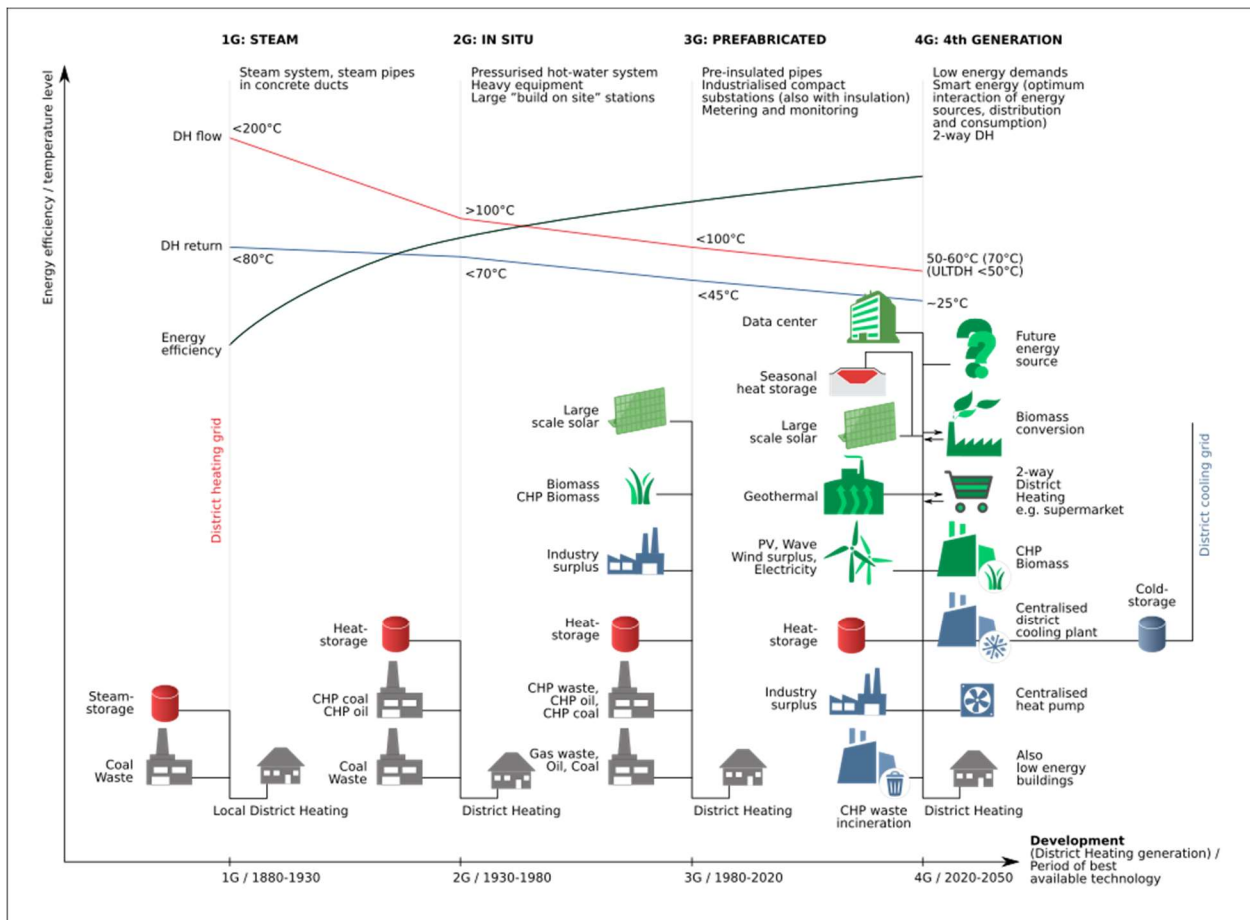 1G: STEAM
Steam system, steam pipes
in concrete ducts
2G: IN SITU
Pressurised hot-water system
Heavy equipment
Large “build on site” stations
3G: PREFABRICATED
Pre-insulated pipes
Industrialised compact
substations (also with insulation)
Metering and monitoring
4G: 4th GENERATION
Low energy demands
Smart energy (optimum
interaction of energy
sources, distribution
and consumption)
2-way DH
Energy efficiency / temperature level
DH flow
<200°C
>100°C
<100°C
50-60°C (70°C)
(ULTDH <50°C)
DH return
<80°C
<70°C
<45°C
~25°C
Energy
efficiency
District heating grid
Steam-
storage
Coal
Waste
Local District Heating
Heat-
storage
CHP coal
CHP oil
Coal
Waste
District Heating
Large
scale solar
Biomass
CHP Biomass
Industry
surplus
Heat-
storage
CHP waste,
CHP oil,
CHP coal
Gas waste,
Oil, Coal
District Heating
Data center
Seasonal
heat storage
Large
scale solar
Geothermal
PV, Wave
Wind surplus,
Electricity
Heat-
storage
Industry
surplus
CHP waste
incineration
Future
energy
source
Biomass
conversion
2-way
District
Heating
e.g. supermarket
CHP
Biomass
Centralised
district
cooling plant
Centralised
heat pump
Also
low energy
buildings
District Heating
Cold-
storage
District cooling grid
1G / 1880-1930
2G / 1930-1980
3G / 1980-2020
4G / 2020-2050
Development
(District Heating generation) /
Period of best
available technology